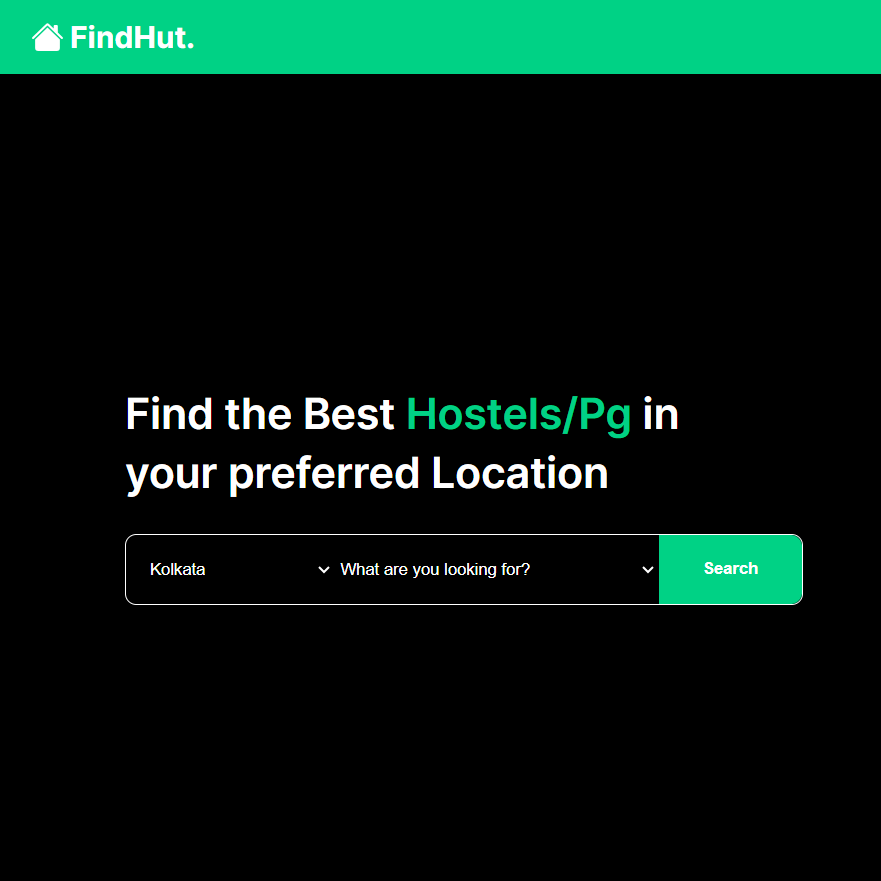 FindHut.
Find the Best Hostels/Pg in
your preferred Location
Kolkata What are you looking for? Search